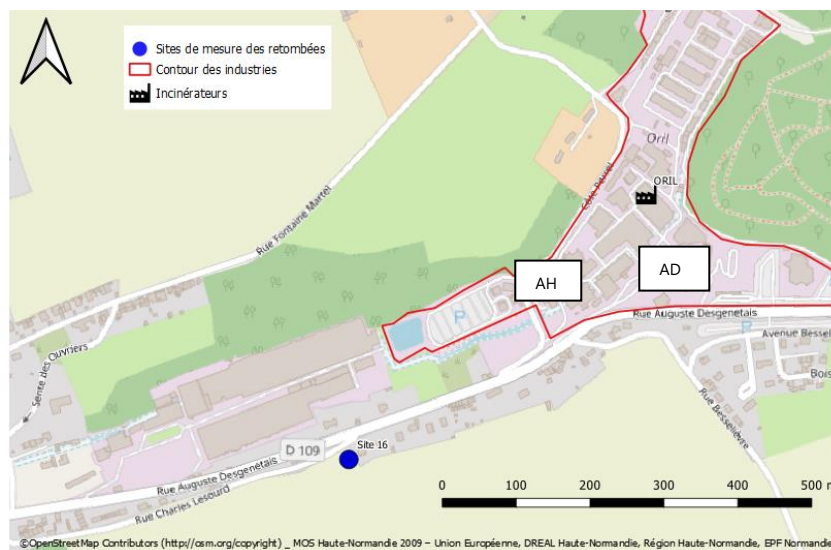 Sites de mesure des retombées
Contour des industries
Incinérateurs
Oril
ORIL
Côte Pevrel
Rue Fontaine Martel
AH
AD
P
Rue Auguste Desgenetais
P
Avenue Bessel
Bois
Sente des Ouvriers
Rue Besselièvre
D 109
Site 16
Rue Auguste Desgenétais
Rue Charles Lesourd
0 100 200 300 400 500 m
©OpenStreetMap Contributors (http://osm.org/copyright) _ MOS Haute-Normandie 2009 – Union Européenne, DREAL Haute-Normandie, Région Haute-Normandie, EPF Normandie